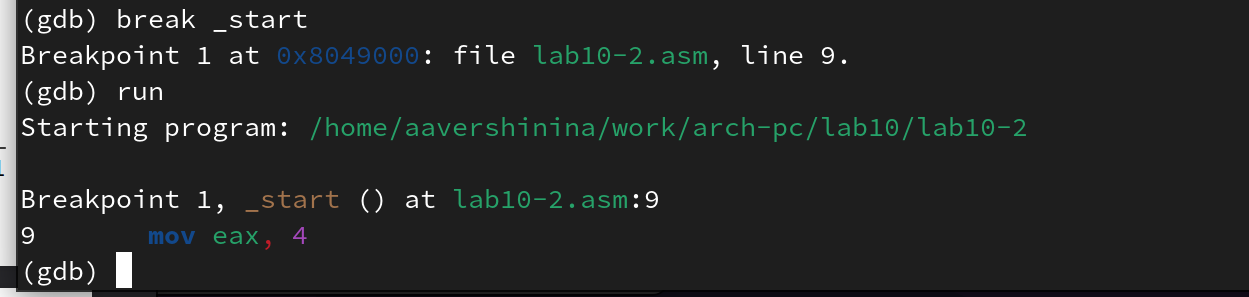 (gdb) break _start
Breakpoint 1 at 0x8049000: file lab10-2.asm, line 9.
(gdb) run
Starting program: /home/aavershinina/work/arch-pc/lab10/lab10-2
Breakpoint 1, _start () at lab10-2.asm:9
9       mov eax, 4
(gdb)